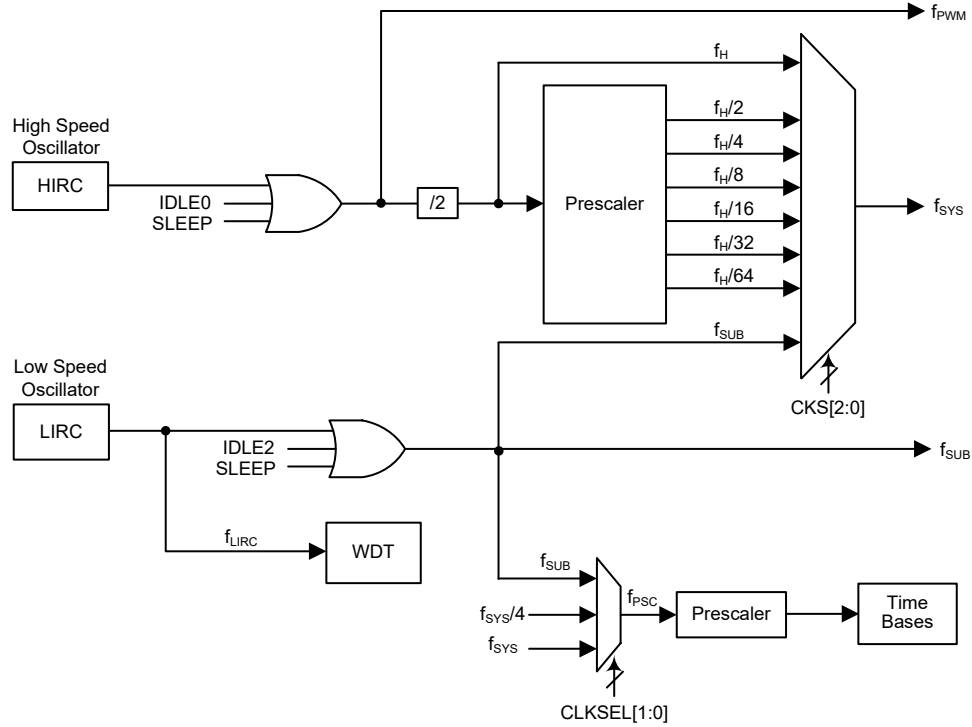 fPWM
fH
High Speed
Oscillator
HIRC
IDLE0
SLEEP
/2
Prescaler
fH/2
fH/4
fH/8
fH/16
fH/32
fH/64
fSYS
fSUB
CKS[2:0]
Low Speed
Oscillator
LIRC
IDLE2
SLEEP
fSUB
fLIRC
WDT
fSUB
fSYS/4
fSYS
fPSC
Prescaler
Time
Bases
CLKSEL[1:0]